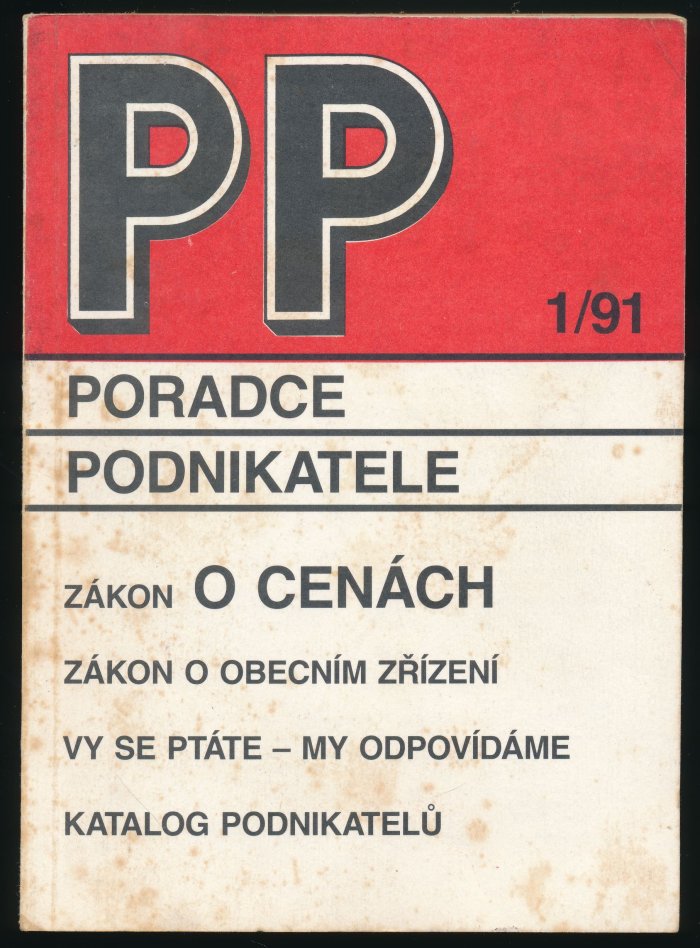 PP
1/91
PORADCE
PODNIKATELE
ZÁKON O CENÁCH
ZÁKON O OBECNÍM ZŘÍZENÍ
VY SE PTÁTE – MY ODPOVÍDÁME
KATALOG PODNIKATELŮ